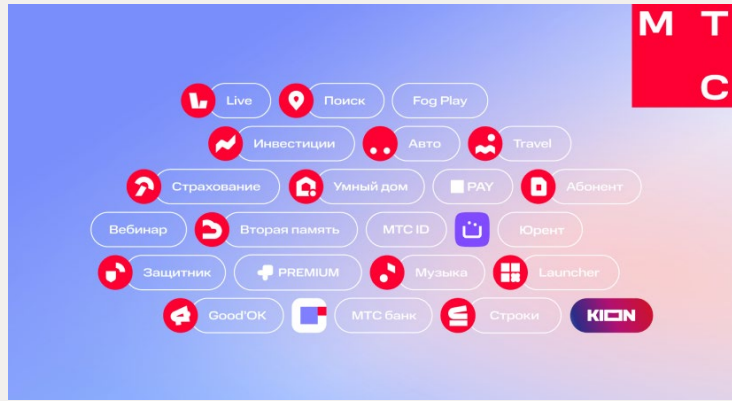 М Т
С
Live Поиск Fog Play
Инвестиции Авто Travel
Страхование Умный дом PAY Абонент
Вебинар Вторая память МТС ID Юрент
Защитник PREMIUM Музыка Launcher
Good'OK МТС банк Строки KION